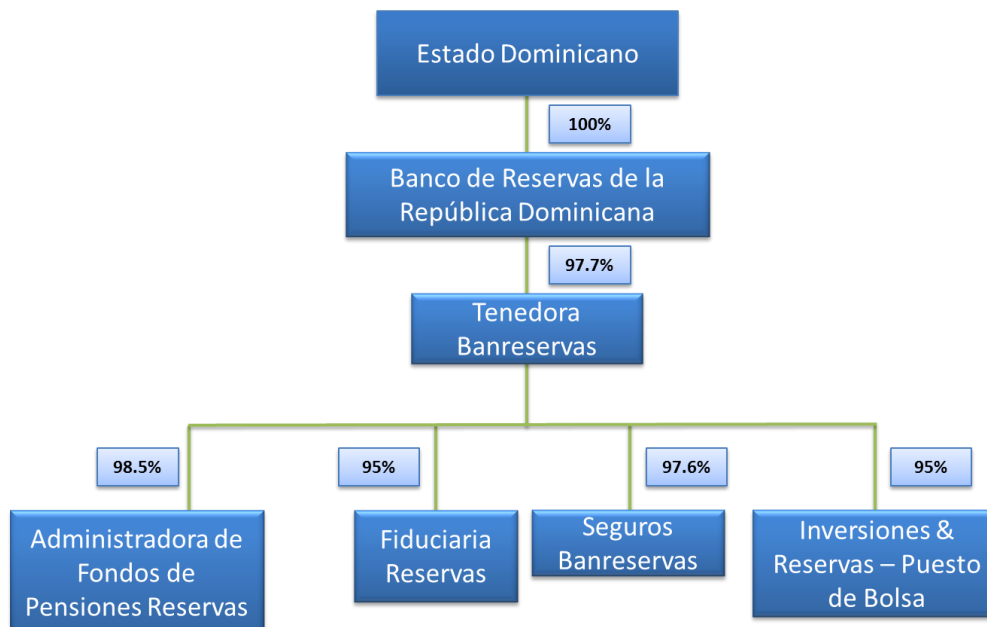 Estado Dominicano
100%
Banco de Reservas de la
República Dominicana
97.7%
Tenedora
Banreservas
98.5%
95%
97.6%
95%
Administradora de
Fondos de
Pensiones Reservas
Fiduciaria
Reservas
Seguros
Banreservas
Inversiones &
Reservas – Puesto
de Bolsa